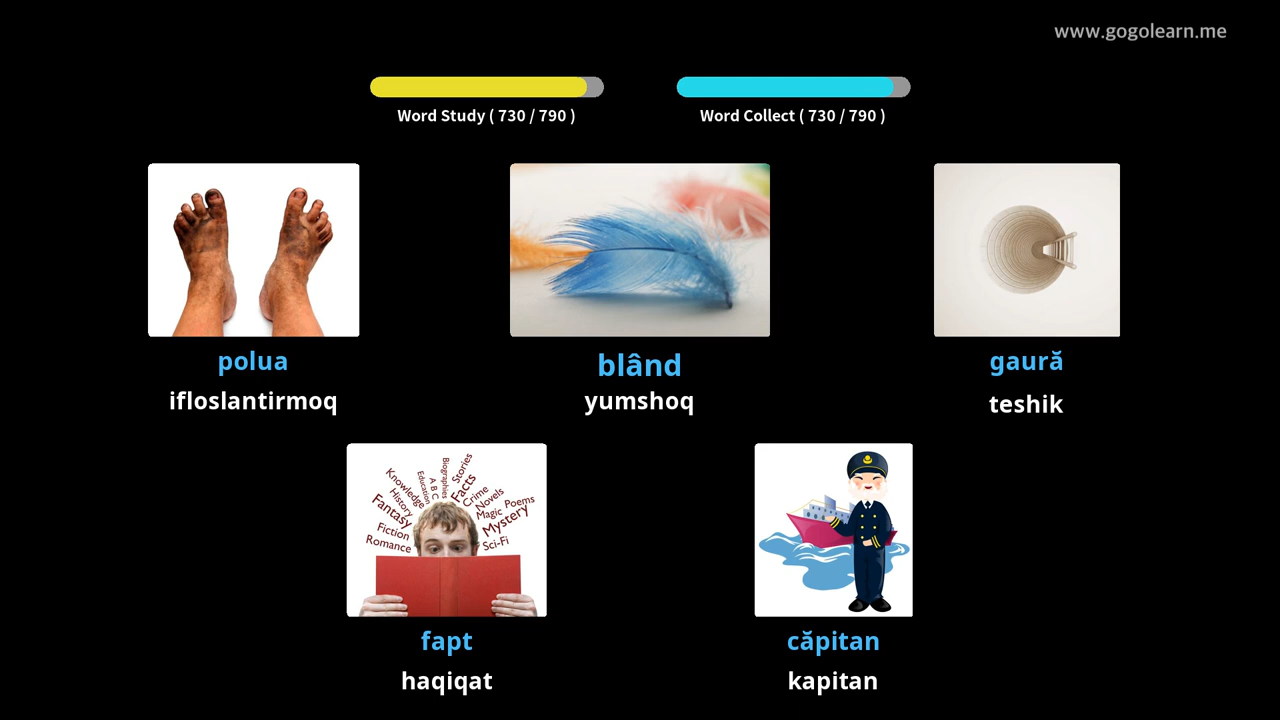 www.gogolearn.me
Word Study ( 730 / 790 )
Word Collect ( 730 / 790 )
polua
ifloslantirmoq
blând
yumshoq
gaură
teshik
Knowledge
History
Fantasy
Fiction
Romance
Education
A B C
Biographies
Stories
Facts
Crime
Novels
Magic
Poems
Mystery
Sci-Fi
fapt
haqiqat
căpitan
kapitan